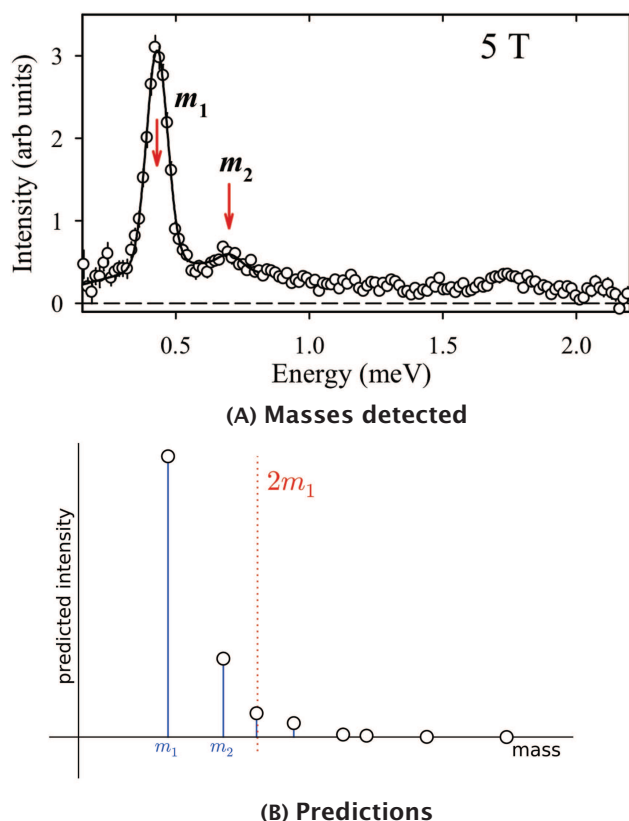 5 T
3
m1
m2
2
1
0
Intensity (arb units)
0.5 1.0 1.5 2.0
Energy (meV)
(A) Masses detected
2m1
predicted intensity
m1 m2 mass
(B) Predictions